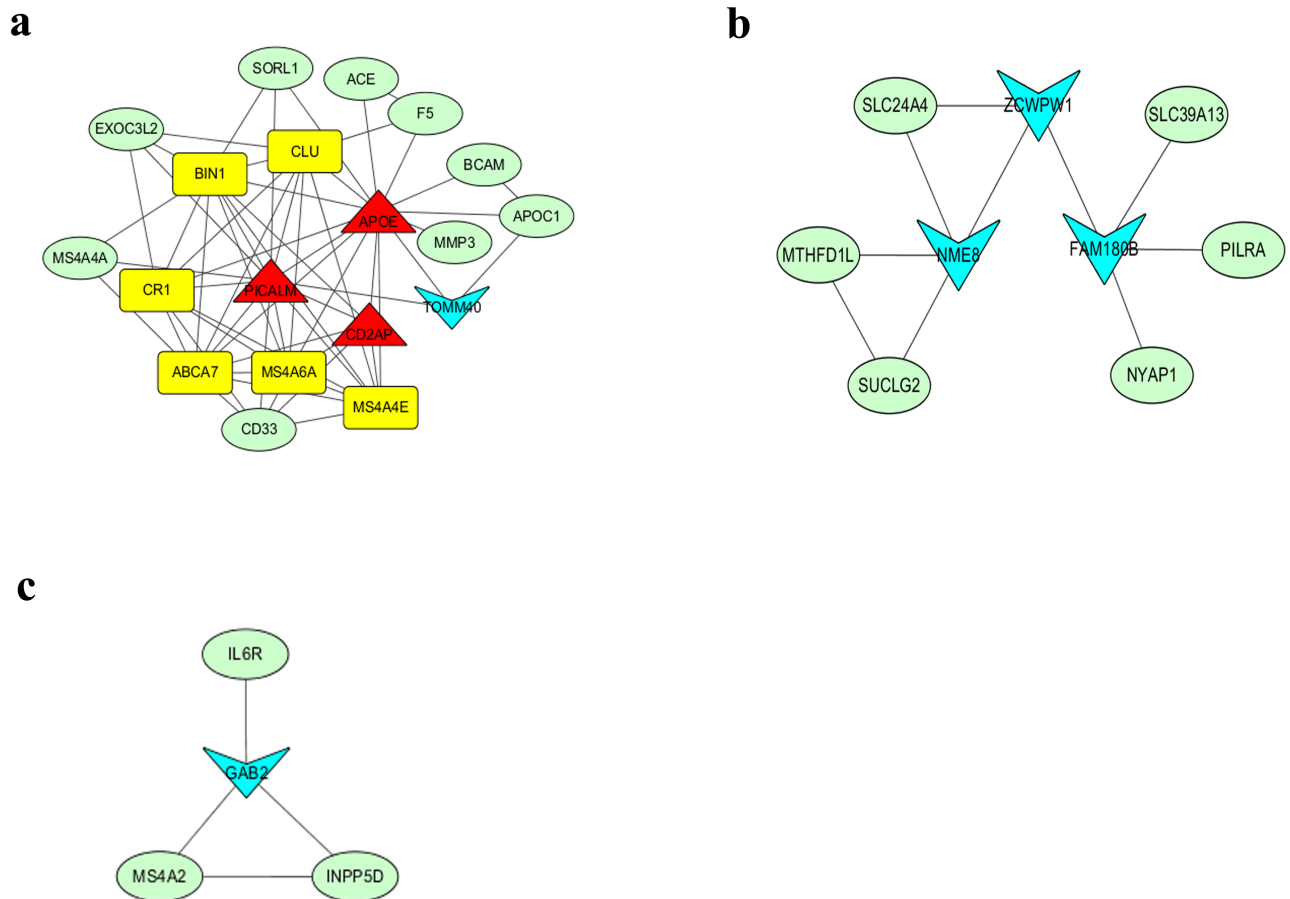 a
SORL1
ACE
F5
EXOC3L2
CLU
BIN1
BCAM
APOE
APOC1
MMP3
MS4A4A
CR1
PICALM
TOMM40
CD2AP
ABCA7
MS4A6A
MS4A4E
CD33
b
SLC24A4
ZCWPW1
SLC39A13
MTHFD1L
NME8
FAM180B
PILRA
SUCLG2
NYAP1
c
IL6R
GAB2
MS4A2
INPP5D